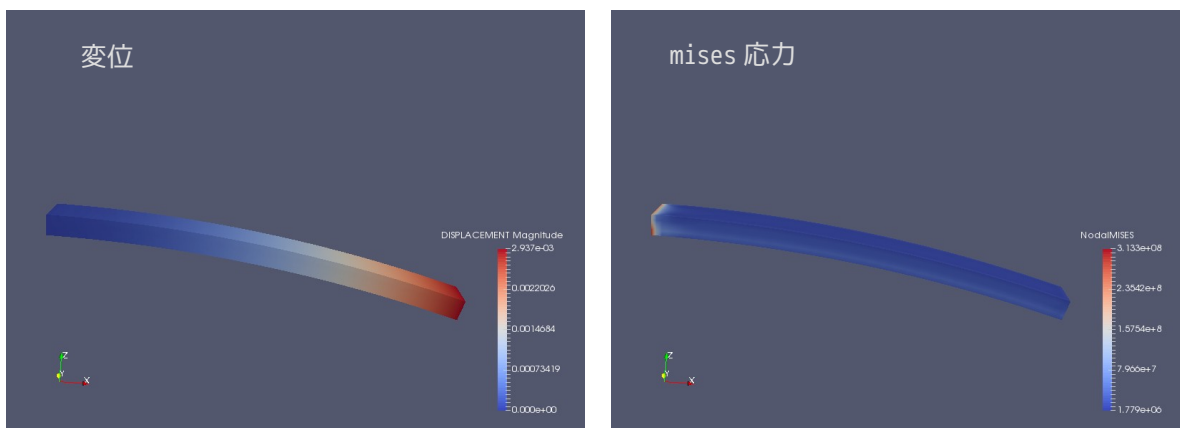 変位
DISPLACEMENT Magnitude
2.937e-03
0.0022026
0.0014684
0.00073419
0.000e+00
Z
Y
X
mises 応力
NodalMISES
3.133e+08
2.3542e+8
1.5754e+8
7.966e+7
1.779e+06
Z
Y
X